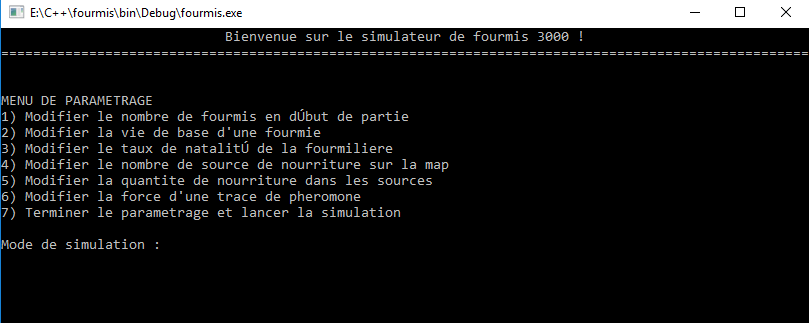 E:\C++\fourmis\bin\Debug\fourmis.exe
Bienvenue sur le simulateur de fourmis 3000 !
=====================================================================================================
MENU DE PARAMETRAGE
1) Modifier le nombre de fourmis en dÚbut de partie
2) Modifier la vie de base d'une fourmie
3) Modifier le taux de natalitÚ de la fourmiliere
4) Modifier le nombre de source de nourriture sur la map
5) Modifier la quantite de nourriture dans les sources
6) Modifier la force d'une trace de pheromone
7) Terminer le parametrage et lancer la simulation
Mode de simulation :